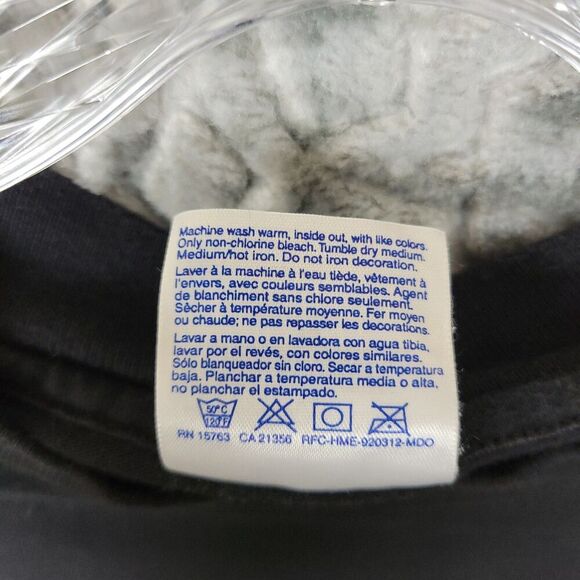 Machine wash warm, inside out, with like colors.
Only non-chlorine bleach. Tumble dry medium.
Medium/hot iron. Do not iron decoration.
Laver à la machine à l'eau tiède, vêtement à
l'envers, avec couleurs semblables. Agent
de blanchiment sans chlore seulement.
Sècher à température moyenne. Fer moyen
ou chaude; ne pas repasser les decorations.
Lavar a mano o en lavadora con agua tibia,
lavar por el revés, con colores similares.
Sólo blanqueador sin cloro. Secar a temperatura
baja. Planchar a temperatura media o alta,
no planchar el estampado.
50°C
120°F
RN 15763 CA 21356 RFC-HME-920312-MDO